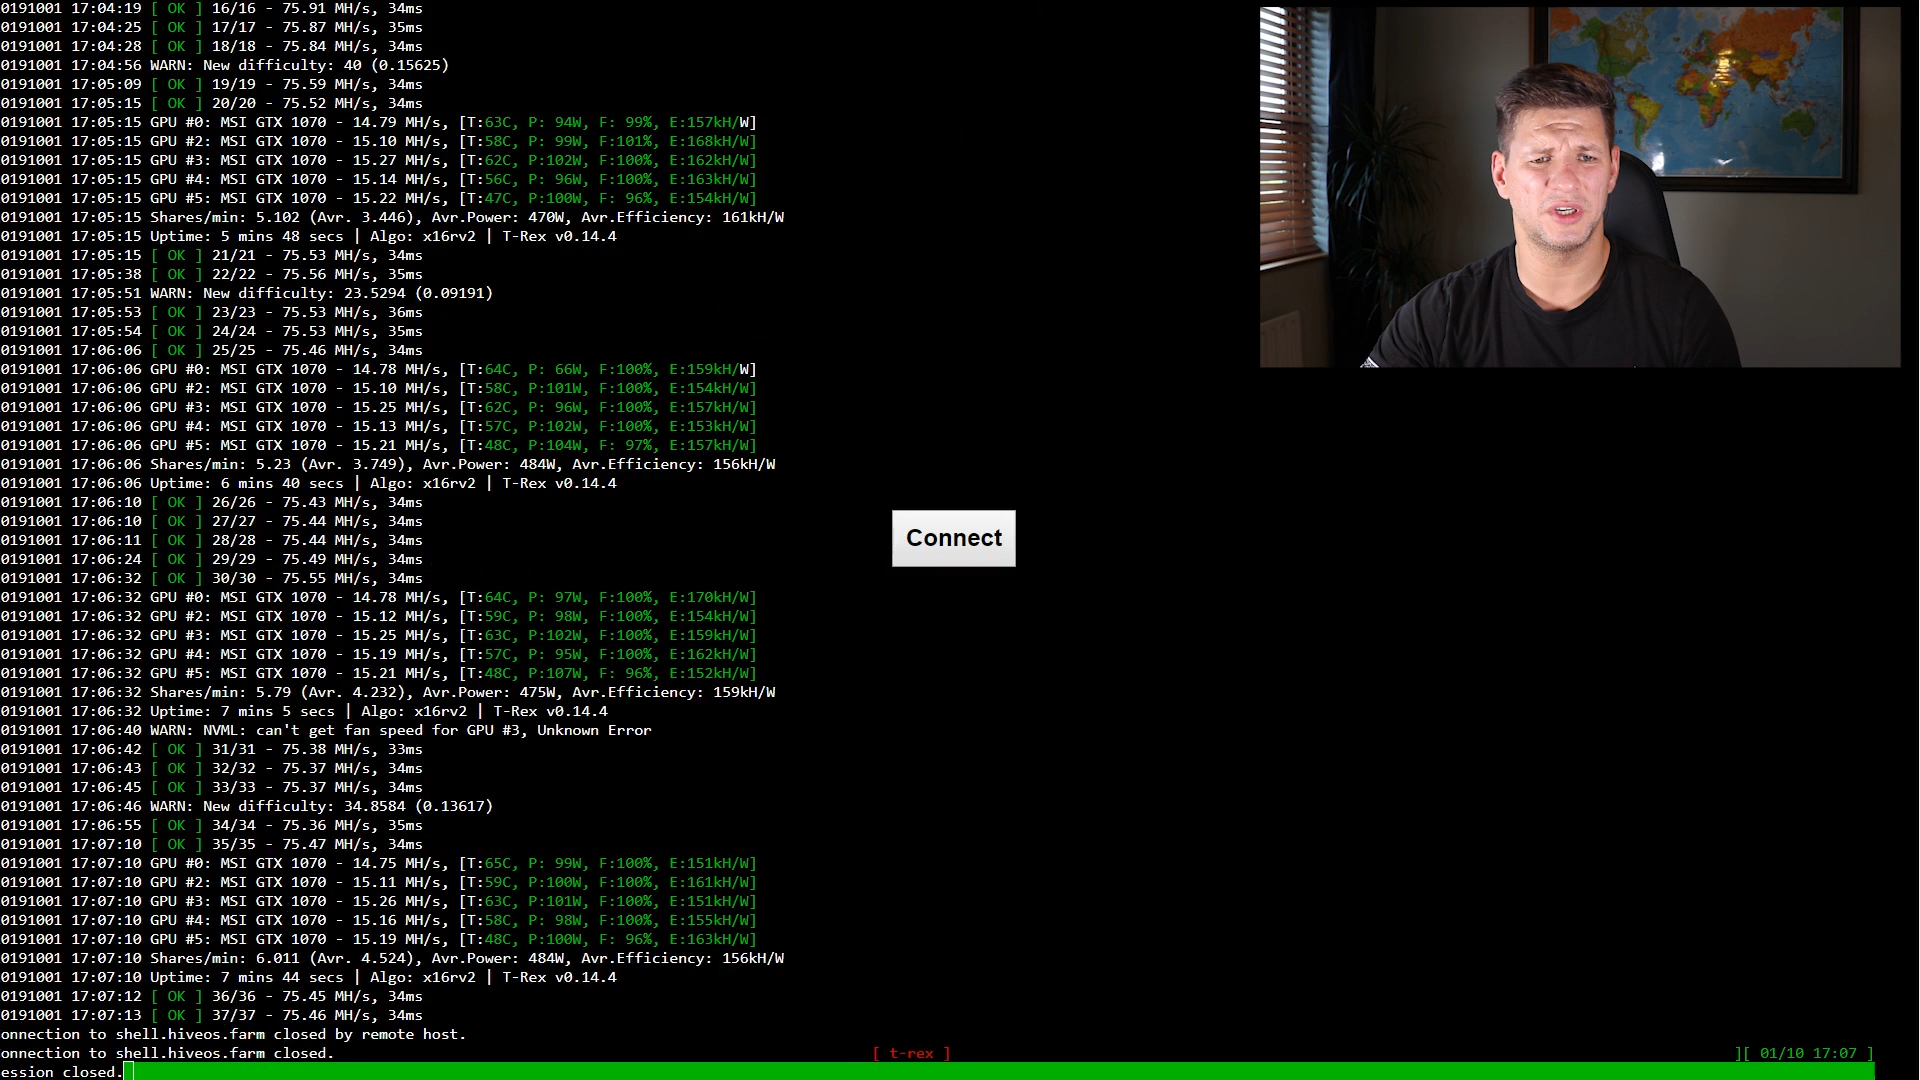 0191001 17:04:19 [ OK ] 16/16 - 75.91 MH/s, 34ms
0191001 17:04:25 [ OK ] 17/17 - 75.87 MH/s, 35ms
0191001 17:04:28 [ OK ] 18/18 - 75.84 MH/s, 34ms
0191001 17:04:56 WARN: New difficulty: 40 (0.15625)
0191001 17:05:09 [ OK ] 19/19 - 75.59 MH/s, 34ms
0191001 17:05:15 [ OK ] 20/20 - 75.52 MH/s, 34ms
0191001 17:05:15 GPU #0: MSI GTX 1070 - 14.79 MH/s, [T:63C, P: 94W, F: 99%, E:157kH/W]
0191001 17:05:15 GPU #2: MSI GTX 1070 - 15.10 MH/s, [T:58C, P: 99W, F:101%, E:168kH/W]
0191001 17:05:15 GPU #3: MSI GTX 1070 - 15.27 MH/s, [T:62C, P:102W, F:100%, E:162kH/W]
0191001 17:05:15 GPU #4: MSI GTX 1070 - 15.14 MH/s, [T:56C, P: 96W, F:100%, E:163kH/W]
0191001 17:05:15 GPU #5: MSI GTX 1070 - 15.22 MH/s, [T:47C, P:100W, F: 96%, E:154kH/W]
0191001 17:05:15 Shares/min: 5.102 (Avr. 3.446), Avr.Power: 470W, Avr.Efficiency: 161kH/W
0191001 17:05:15 Uptime: 5 mins 48 secs | Algo: x16rv2 | T-Rex v0.14.4
0191001 17:05:15 [ OK ] 21/21 - 75.53 MH/s, 34ms
0191001 17:05:38 [ OK ] 22/22 - 75.56 MH/s, 35ms
0191001 17:05:51 WARN: New difficulty: 23.5294 (0.09191)
0191001 17:05:53 [ OK ] 23/23 - 75.53 MH/s, 36ms
0191001 17:05:54 [ OK ] 24/24 - 75.53 MH/s, 35ms
0191001 17:06:06 [ OK ] 25/25 - 75.46 MH/s, 34ms
0191001 17:06:06 GPU #0: MSI GTX 1070 - 14.78 MH/s, [T:64C, P: 66W, F:100%, E:159kH/W]
0191001 17:06:06 GPU #2: MSI GTX 1070 - 15.10 MH/s, [T:58C, P:101W, F:100%, E:154kH/W]
0191001 17:06:06 GPU #3: MSI GTX 1070 - 15.25 MH/s, [T:62C, P: 96W, F:100%, E:157kH/W]
0191001 17:06:06 GPU #4: MSI GTX 1070 - 15.13 MH/s, [T:57C, P:102W, F:100%, E:153kH/W]
0191001 17:06:06 GPU #5: MSI GTX 1070 - 15.21 MH/s, [T:48C, P:104W, F: 97%, E:157kH/W]
0191001 17:06:06 Shares/min: 5.23 (Avr. 3.749), Avr.Power: 484W, Avr.Efficiency: 156kH/W
0191001 17:06:06 Uptime: 6 mins 40 secs | Algo: x16rv2 | T-Rex v0.14.4
0191001 17:06:10 [ OK ] 26/26 - 75.43 MH/s, 34ms
0191001 17:06:10 [ OK ] 27/27 - 75.44 MH/s, 34ms
0191001 17:06:11 [ OK ] 28/28 - 75.44 MH/s, 34ms
0191001 17:06:24 [ OK ] 29/29 - 75.49 MH/s, 34ms
0191001 17:06:32 [ OK ] 30/30 - 75.55 MH/s, 34ms
0191001 17:06:32 GPU #0: MSI GTX 1070 - 14.78 MH/s, [T:64C, P: 97W, F:100%, E:170kH/W]
0191001 17:06:32 GPU #2: MSI GTX 1070 - 15.12 MH/s, [T:59C, P: 98W, F:100%, E:154kH/W]
0191001 17:06:32 GPU #3: MSI GTX 1070 - 15.25 MH/s, [T:63C, P:102W, F:100%, E:159kH/W]
0191001 17:06:32 GPU #4: MSI GTX 1070 - 15.19 MH/s, [T:57C, P: 95W, F:100%, E:162kH/W]
0191001 17:06:32 GPU #5: MSI GTX 1070 - 15.21 MH/s, [T:48C, P:107W, F: 96%, E:152kH/W]
0191001 17:06:32 Shares/min: 5.79 (Avr. 4.232), Avr.Power: 475W, Avr.Efficiency: 159kH/W
0191001 17:06:32 Uptime: 7 mins 5 secs | Algo: x16rv2 | T-Rex v0.14.4
0191001 17:06:40 WARN: NVML: can't get fan speed for GPU #3, Unknown Error
0191001 17:06:42 [ OK ] 31/31 - 75.38 MH/s, 33ms
0191001 17:06:43 [ OK ] 32/32 - 75.37 MH/s, 34ms
0191001 17:06:45 [ OK ] 33/33 - 75.37 MH/s, 34ms
0191001 17:06:46 WARN: New difficulty: 34.8584 (0.13617)
0191001 17:06:55 [ OK ] 34/34 - 75.36 MH/s, 35ms
0191001 17:07:10 [ OK ] 35/35 - 75.47 MH/s, 34ms
0191001 17:07:10 GPU #0: MSI GTX 1070 - 14.75 MH/s, [T:65C, P: 99W, F:100%, E:151kH/W]
0191001 17:07:10 GPU #2: MSI GTX 1070 - 15.11 MH/s, [T:59C, P:100W, F:100%, E:161kH/W]
0191001 17:07:10 GPU #3: MSI GTX 1070 - 15.26 MH/s, [T:63C, P:101W, F:100%, E:151kH/W]
0191001 17:07:10 GPU #4: MSI GTX 1070 - 15.16 MH/s, [T:58C, P: 98W, F:100%, E:155kH/W]
0191001 17:07:10 GPU #5: MSI GTX 1070 - 15.19 MH/s, [T:48C, P:100W, F: 96%, E:163kH/W]
0191001 17:07:10 Shares/min: 6.011 (Avr. 4.524), Avr.Power: 484W, Avr.Efficiency: 156kH/W
0191001 17:07:10 Uptime: 7 mins 44 secs | Algo: x16rv2 | T-Rex v0.14.4
0191001 17:07:12 [ OK ] 36/36 - 75.45 MH/s, 34ms
0191001 17:07:13 [ OK ] 37/37 - 75.46 MH/s, 34ms
onnection to shell.hiveos.farm closed by remote host.
onnection to shell.hiveos.farm closed.
[ t-rex ]
][ 01/10 17:07 ]
ession closed.
Connect